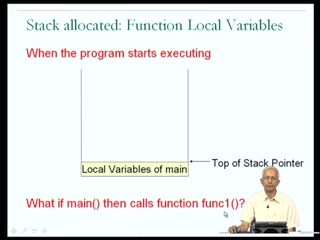 Stack allocated: Function Local Variables
When the program starts executing
Top of Stack Pointer
Local Variables of main
What if main() then calls function func1()?